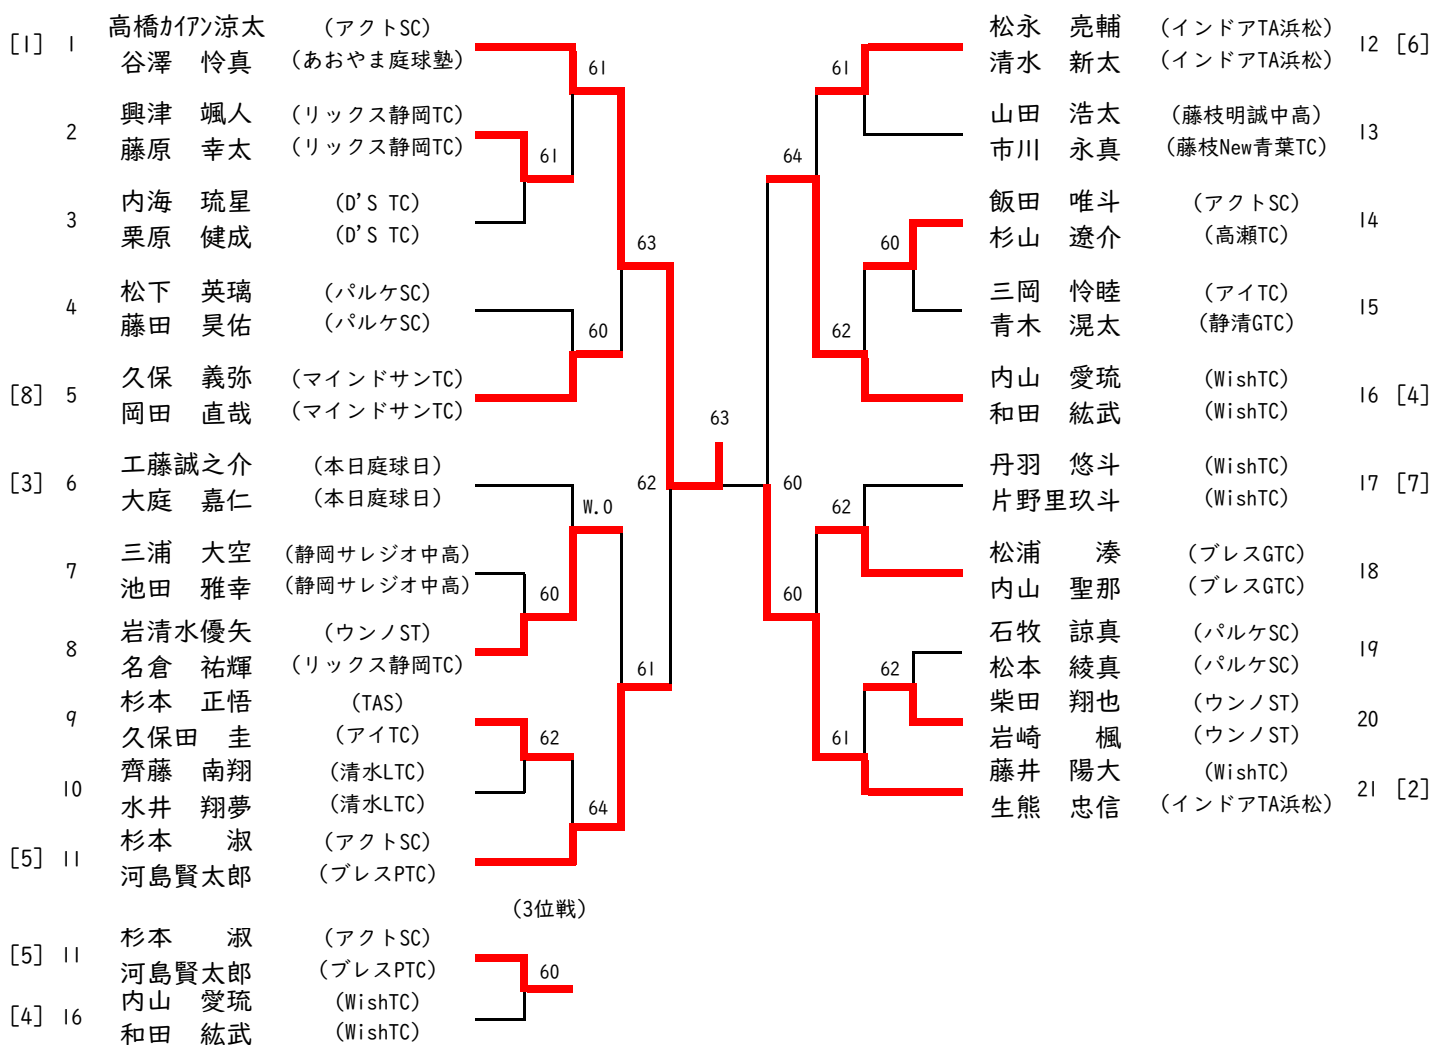 [1] 1 高橋ｶｲｱﾝ涼太 (アクトSC)
谷澤 怜真 (あおやま庭球塾)
61
2 興津 颯人 (リックス静岡TC)
藤原 幸太 (リックス静岡TC)
61
3 内海 琉星 (D'S TC)
栗原 健成 (D'S TC)
63
4 松下 英璃 (パルケSC)
藤田 昊佑 (パルケSC)
60
[8] 5 久保 義弥 (マインドサンTC)
岡田 直哉 (マインドサンTC)
63
[3] 6 工藤誠之介 (本日庭球日)
大庭 嘉仁 (本日庭球日)
62
W.O
7 三浦 大空 (静岡サレジオ中高)
池田 雅幸 (静岡サレジオ中高)
60
8 岩清水優矢 (ウンノST)
名倉 祐輝 (リックス静岡TC)
61
9 杉本 正悟 (TAS)
久保田 圭 (アイTC)
62
10 齊藤 南翔 (清水LTC)
水井 翔夢 (清水LTC)
64
[5] 11 杉本 淑 (アクトSC)
河島賢太郎 (ブレスPTC)
(3位戦)
[5] 11 杉本 淑 (アクトSC)
河島賢太郎 (ブレスPTC)
60
[4] 16 内山 愛琉 (WishTC)
和田 紘武 (WishTC)
松永 亮輔 (インドアTA浜松) 12 [6]
清水 新太 (インドアTA浜松)
61
山田 浩太 (藤枝明誠中高) 13
市川 永真 (藤枝New青葉TC)
64
飯田 唯斗 (アクトSC) 14
杉山 遼介 (高瀬TC)
60
三岡 怜睦 (アイTC) 15
青木 滉太 (静清GTC)
62
内山 愛琉 (WishTC) 16 [4]
和田 紘武 (WishTC)
丹羽 悠斗 (WishTC) 17 [7]
片野里玖斗 (WishTC)
60
62
松浦 湊 (ブレスGTC) 18
内山 聖那 (ブレスGTC)
60
石牧 諒真 (パルケSC) 19
松本 綾真 (パルケSC)
62
柴田 翔也 (ウンノST) 20
岩崎 楓 (ウンノST)
61
藤井 陽大 (WishTC) 21 [2]
生熊 忠信 (インドアTA浜松)